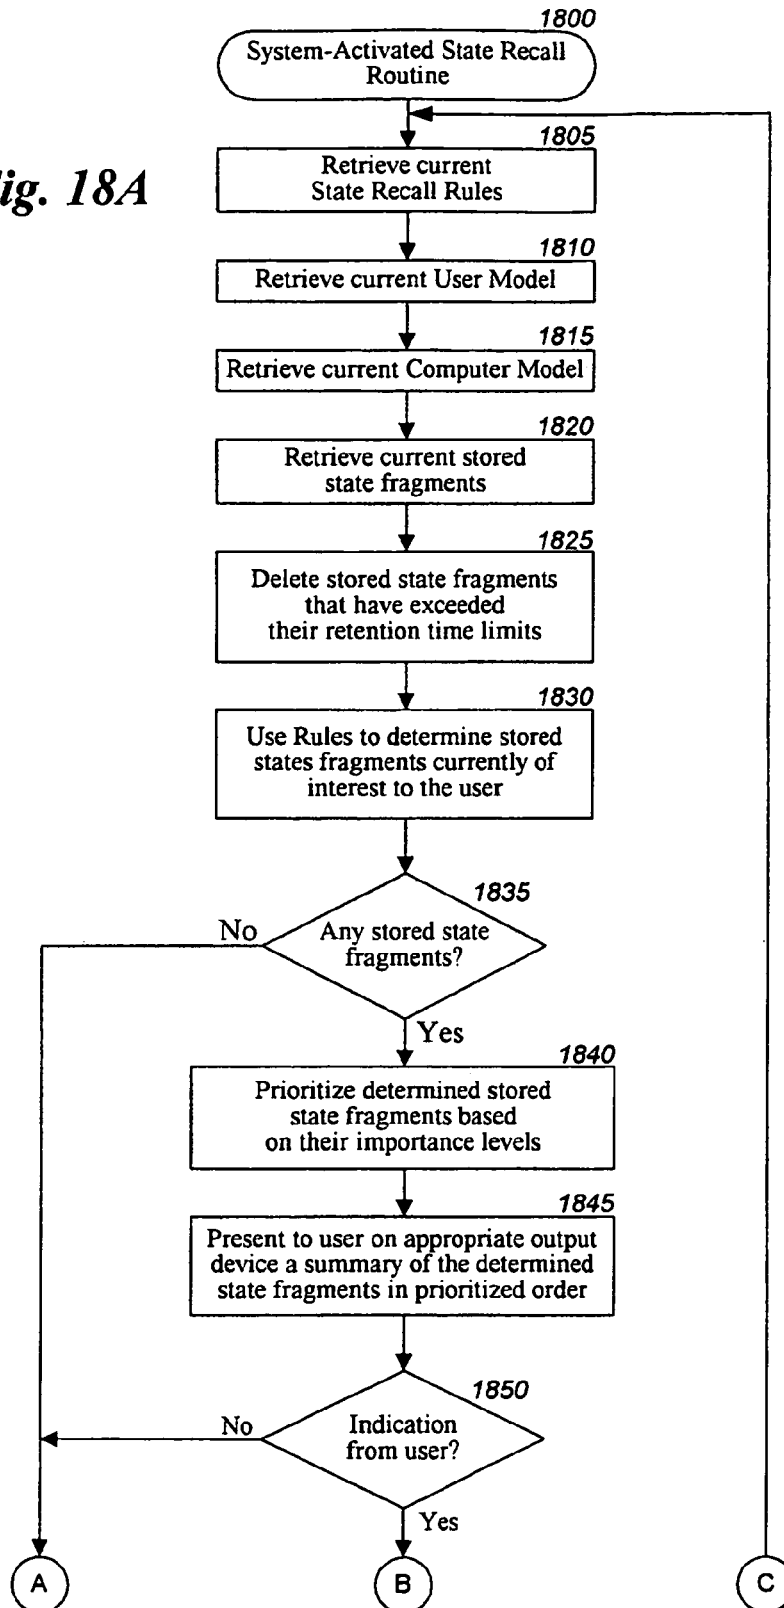 1800
System-Activated State Recall
Routine
ig. 18A
1805
Retrieve current
State Recall Rules
1810
Retrieve current User Model
1815
Retrieve current Computer Model
1820
Retrieve current stored
state fragments
1825
Delete stored state fragments
that have exceeded
their retention time limits
1830
Use Rules to determine stored
states fragments currently of
interest to the user
1835
No
Any stored state
fragments?
Yes
1840
Prioritize determined stored
state fragments based
on their importance levels
1845
Present to user on appropriate output
device a summary of the determined
state fragments in prioritized order
1850
No
Indication
from user?
Yes
A
B
C